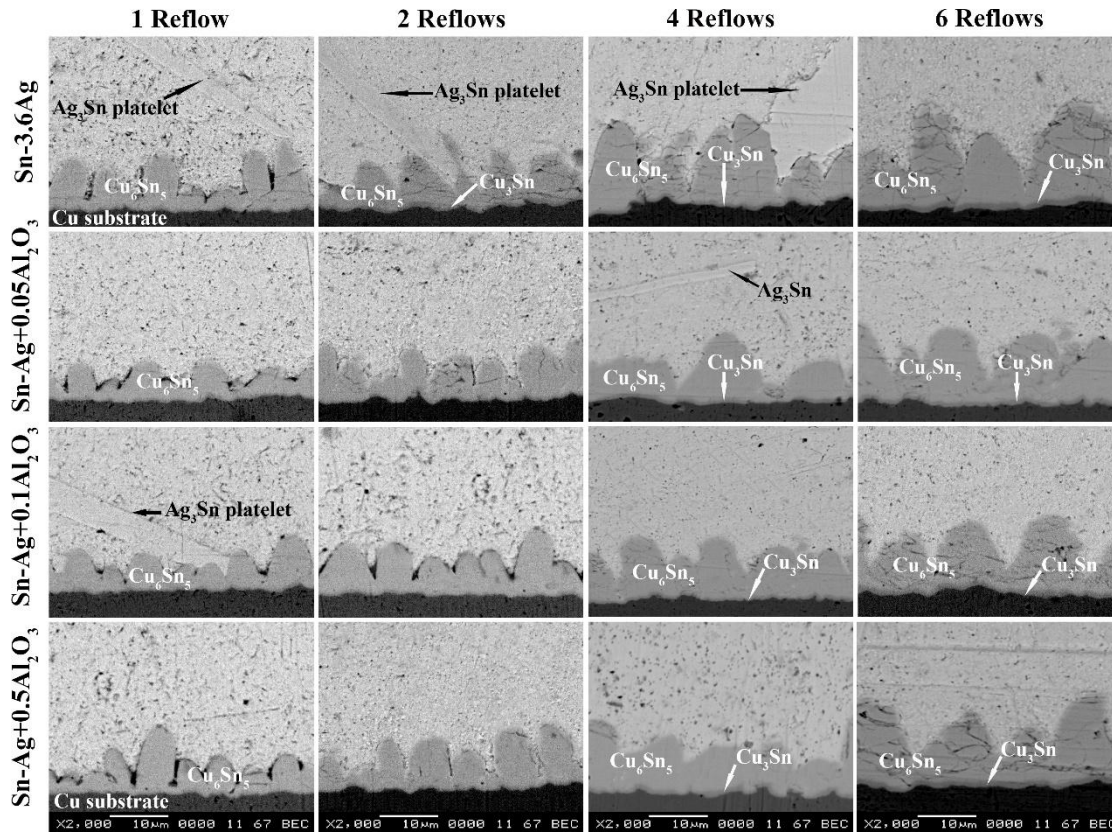 1 Reflow
2 Reflows
4 Reflows
6 Reflows
Sn-3.6Ag
Ag₃Sn platelet
Cu₆Sn₅
Cu substrate
Ag₃Sn platelet
Cu₆Sn₅
Cu₃Sn
Ag₃Sn platelet
Cu₆Sn₅
Cu₃Sn
Cu₆Sn₅
Cu₃Sn
Sn-Ag+0.05Al₂O₃
Cu₆Sn₅
Ag₃Sn
Cu₆Sn₅
Cu₃Sn
Cu₆Sn₅
Cu₃Sn
Sn-Ag+0.1Al₂O₃
Ag₃Sn platelet
Cu₆Sn₅
Cu₆Sn₅
Cu₃Sn
Cu₆Sn₅
Cu₃Sn
Sn-Ag+0.5Al₂O₃
Cu₆Sn₅
Cu substrate
X2,000 10μm 0000 11 67 BEC
X2,000 10μm 0000 11 67 BEC
Cu₆Sn₅
Cu₃Sn
X2,000 10μm 0000 11 67 BEC
Cu₆Sn₅
Cu₃Sn
X2,000 10μm 0000 11 67 BEC